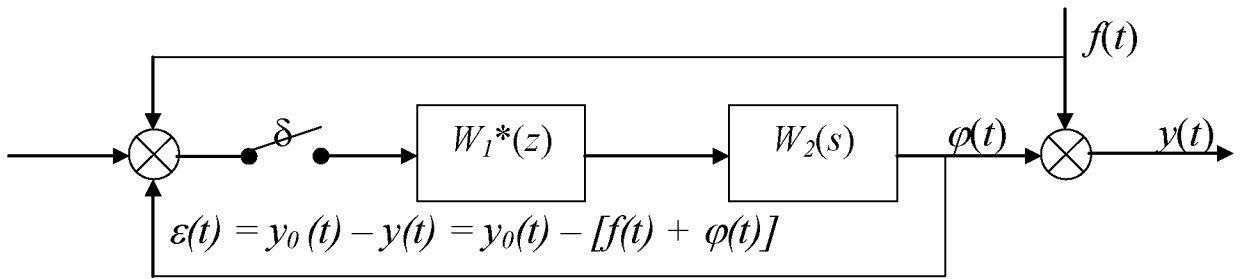 f(t)
δ
W₁*(z)
W₂(s)
φ(t)
y(t)
ε(t) = y₀ (t) – y(t) = y₀(t) – [f(t) + φ(t)]